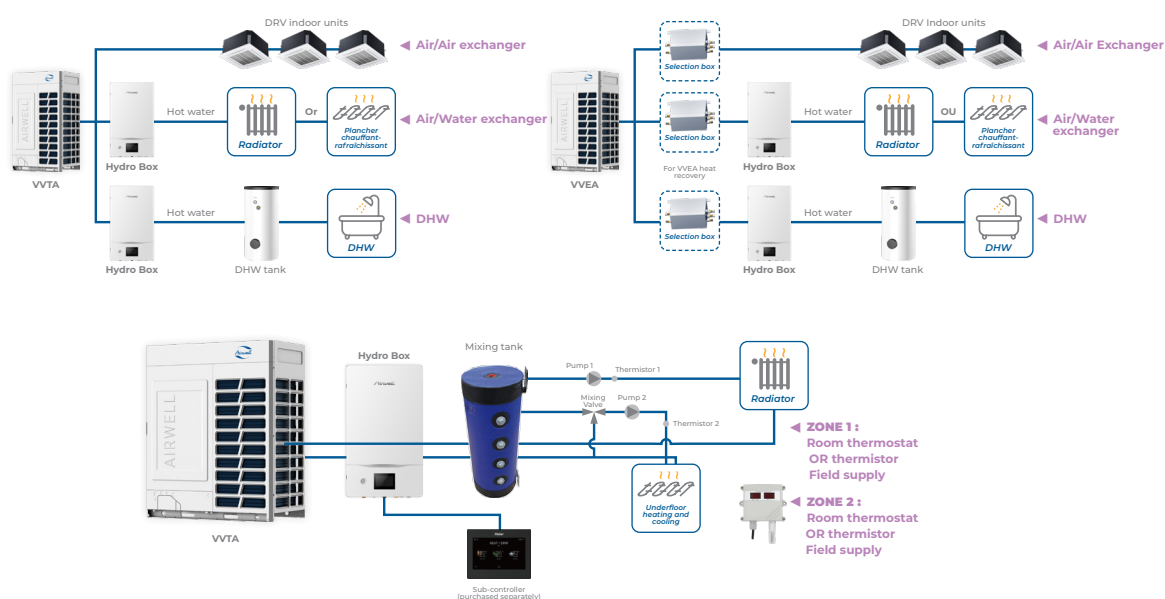 DRV indoor units
Air/Air exchanger
AIRWELL
VVTA
Hydro Box
Hot water
Radiator
Or
Plancher
chauffant-
rafraîchissant
Air/Water exchanger
Hydro Box
Hot water
DHW tank
DHW
DHW
DRV Indoor units
Selection box
Air/Air Exchanger
AIRWELL
VVEA
Selection box
For VVEA heat
recovery
Hydro Box
Hot water
Radiator
OU
Plancher
chauffant-
rafraîchissant
Air/Water
exchanger
Selection box
Hydro Box
Hot water
DHW tank
DHW
DHW
Airwell
AIRWELL
VVTA
Hydro Box
Airwell
Mixing tank
Pump 1
Thermistor 1
Mixing
Valve
Pump 2
Thermistor 2
Radiator
Underfloor
heating and
cooling
ZONE 1 :
Room thermostat
OR thermistor
Field supply
ZONE 2 :
Room thermostat
OR thermistor
Field supply
Haier
Sub-controller
(purchased separately)